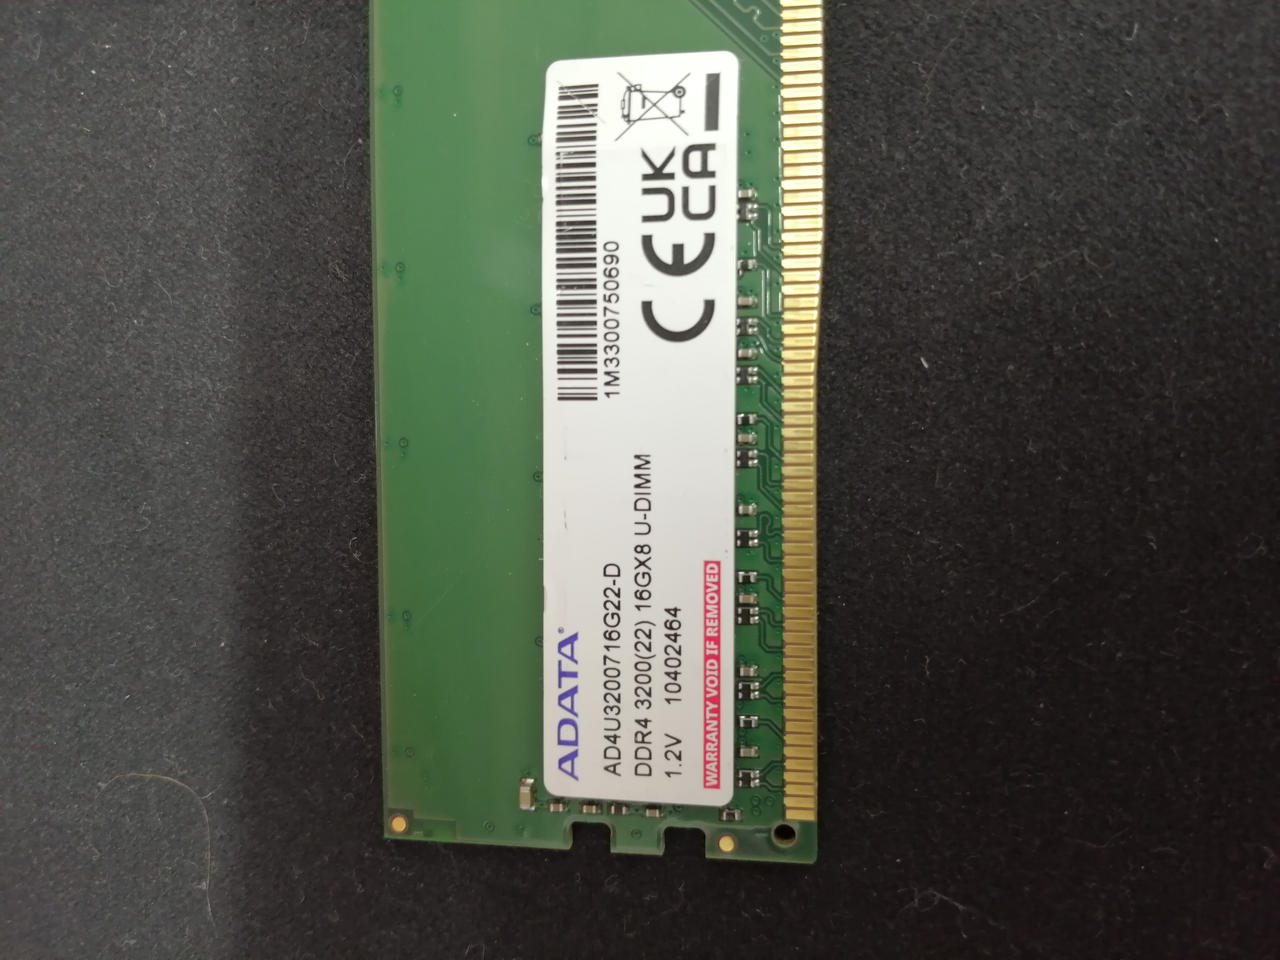 ADATA®
AD4U3200716G22-D
DDR4 3200(22) 16GX8 U-DIMM
1.2V 10402464
WARRANTY VOID IF REMOVED
1M3300750690
CE UK
CA